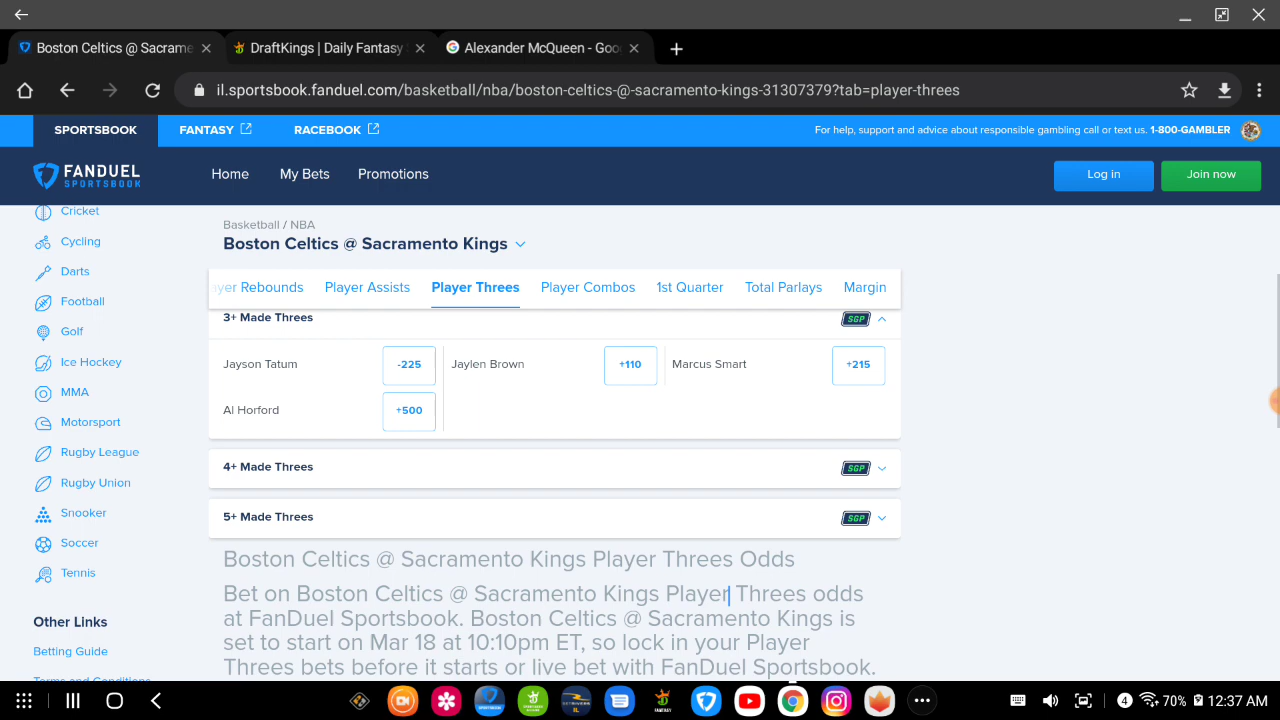 Boston Celtics @ Sacrame
DraftKings | Daily Fantasy
Alexander McQueen - Goo
il.sportsbook.fanduel.com/basketball/nba/boston-celtics-@-sacramento-kings-31307379?tab=player-threes
SPORTSBOOK FANTASY RACEBOOK For help, support and advice about responsible gambling call or text us. 1-800-GAMBLER
FANDUEL
SPORTSBOOK
Home My Bets Promotions Log in Join now
Cricket
Cycling
Darts
Football
Golf
Ice Hockey
MMA
Motorsport
Rugby League
Rugby Union
Snooker
Soccer
Tennis
Other Links
Betting Guide
Basketball / NBA
Boston Celtics @ Sacramento Kings
yer Rebounds Player Assists Player Threes Player Combos 1st Quarter Total Parlays Margin
3+ Made Threes SGP
Jayson Tatum -225 Jaylen Brown +110 Marcus Smart +215
Al Horford +500
4+ Made Threes SGP
5+ Made Threes SGP
Boston Celtics @ Sacramento Kings Player Threes Odds
Bet on Boston Celtics @ Sacramento Kings Player Threes odds
at FanDuel Sportsbook. Boston Celtics @ Sacramento Kings is
set to start on Mar 18 at 10:10pm ET, so lock in your Player
Threes bets before it starts or live bet with FanDuel Sportsbook.
4 70% 12:37 AM